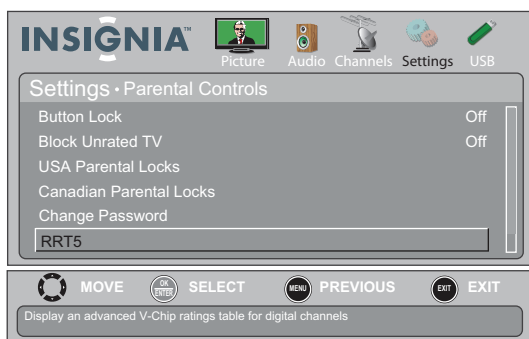 INSIGNIA™
Picture Audio Channels Settings USB
Settings · Parental Controls
Button Lock Off
Block Unrated TV Off
USA Parental Locks
Canadian Parental Locks
Change Password
RRT5
MOVE OK ENTER SELECT MENU PREVIOUS EXIT EXIT
Display an advanced V-Chip ratings table for digital channels